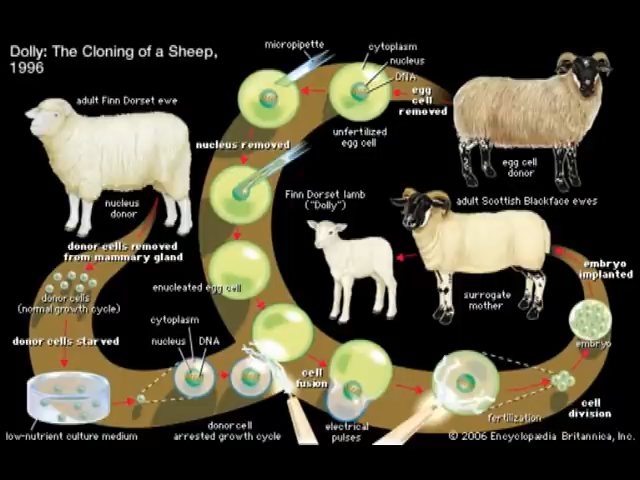 Dolly: The Cloning of a Sheep,
1996
micropipette
cytoplasm
nucleus
DNA
egg
cell
removed
unfertilized
egg cell
egg cell
donor
adult Finn Dorset ewe
nucleus
donor
nucleus removed
Finn Dorset lamb
("Dolly")
adult Scottish Blackface ewes
donor cells removed
from mammary gland
donor cells
(normal growth cycle)
donor cells starved
enucleated egg cell
surrogate
mother
embryo
implanted
embryo
cytoplasm
nucleus
DNA
cell
fusion
low-nutrient culture medium
donor cell
arrested growth cycle
electrical
pulses
fertilization
cell
division
© 2006 Encyclopædia Britannica, Inc.